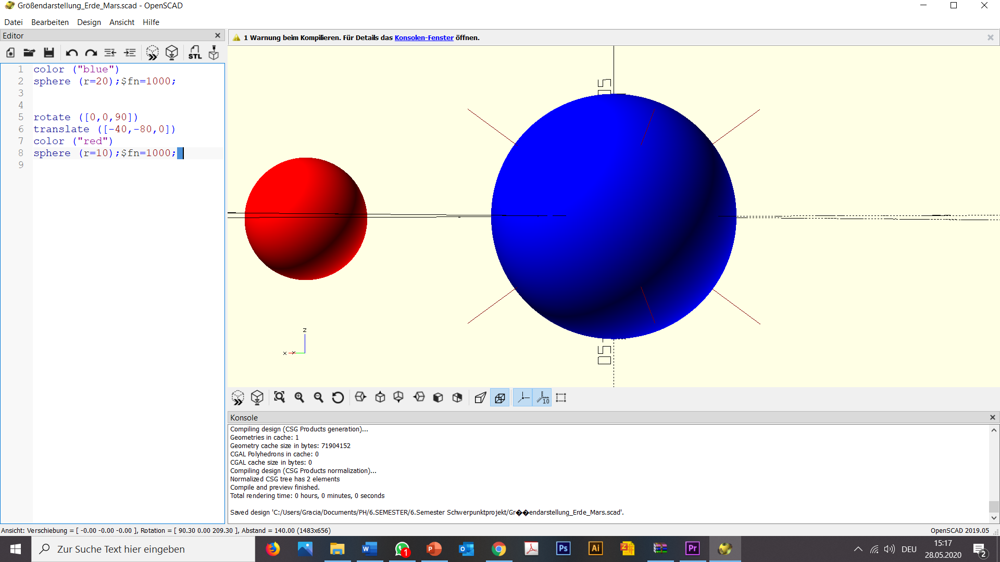 Größendarstellung_Erde_Mars.scad - OpenSCAD
Datei Bearbeiten Design Ansicht Hilfe
Editor
1 Warnung beim Kompilieren. Für Details das Konsolen-Fenster öffnen.
STL
1 color ("blue")
2 sphere (r=20);$fn=1000;
3
4
5 rotate ([0,0,90])
6 translate ([-40,-80,0])
7 color ("red")
8 sphere (r=10);$fn=1000;
9
z
x
10
Konsole
Compiling design (CSG Products generation)...
Geometries in cache: 1
Geometry cache size in bytes: 71904152
CGAL Polyhedrons in cache: 0
CGAL cache size in bytes: 0
Compiling design (CSG Products normalization)...
Normalized CSG tree has 2 elements
Compile and preview finished.
Total rendering time: 0 hours, 0 minutes, 0 seconds
Saved design 'C:/Users/Gracia/Documents/PH/6.SEMESTER/6.Semester Schwerpunktprojekt/Gr��endarstellung_Erde_Mars.scad'.
Ansicht: Verschiebung = [ -0.00 -0.00 -0.00 ], Rotation = [ 90.30 0.00 209.30 ], Abstand = 140.00 (1483x656)
OpenSCAD 2019.05
Zur Suche Text hier eingeben
W
1
P
Ps
Ai
Pr
DEU
15:17
28.05.2020
2